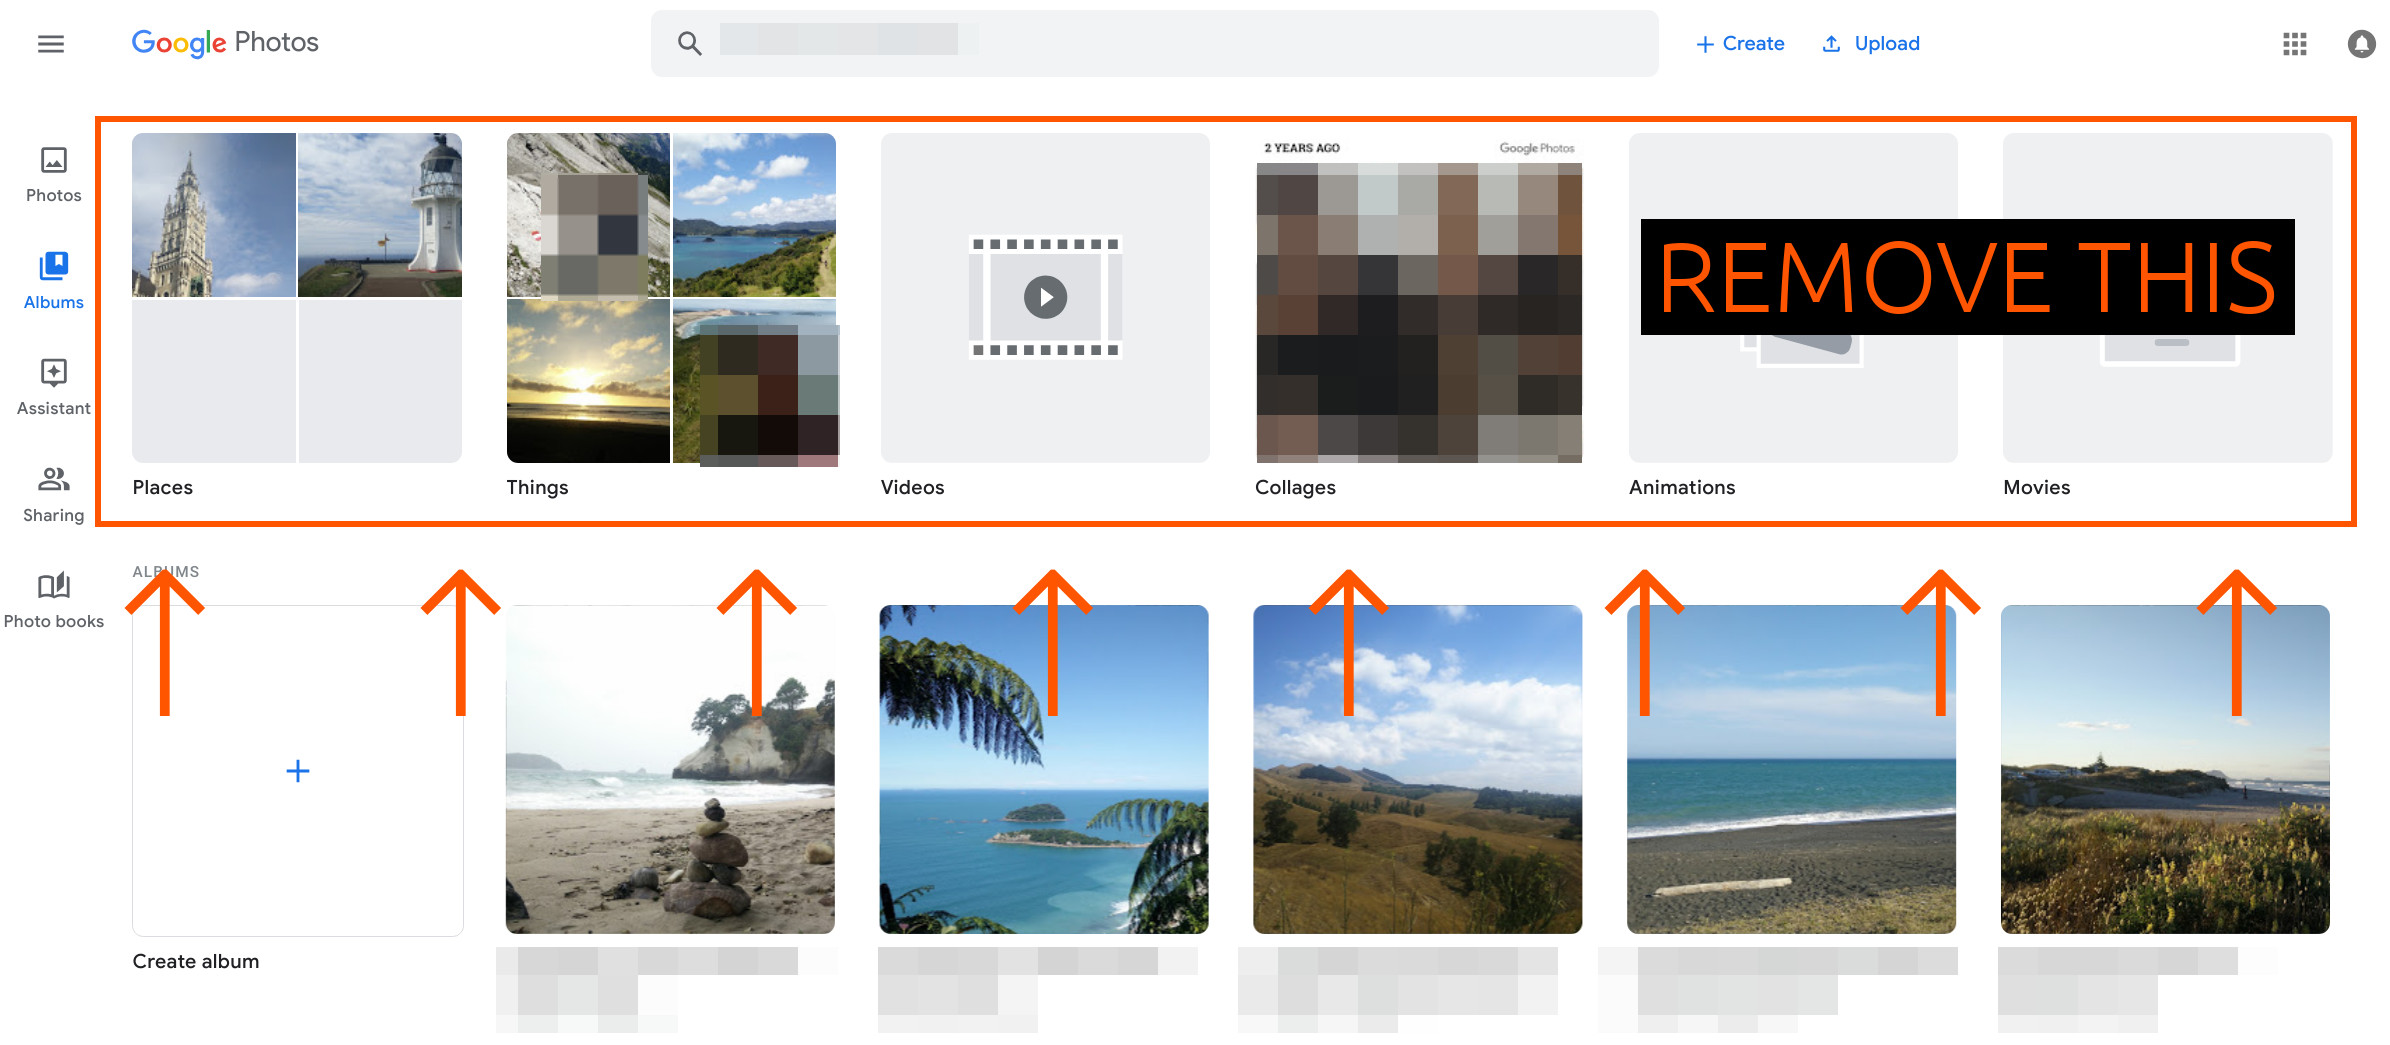 Google Photos
Create
Upload
Photos
Albums
Assistant
Sharing
Photo books
2 YEARS AGO
Google Photos
REMOVE THIS
Places
Things
Videos
Collages
Animations
Movies
ALBUMS
Create album